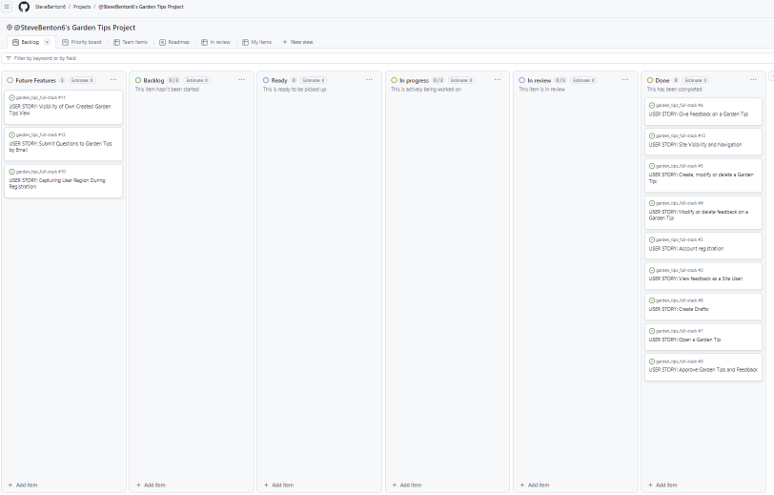 SteveBenton6 / Projects / @SteveBenton6's Garden Tips Project
@SteveBenton6's Garden Tips Project
Backlog Priority board Team items Roadmap In review My items + New view
Filter by keyword or by field
Future Features 3 Estimate: 0
garden_tips_full-stack #11
USER STORY: Visibility of Own Created Garden
Tips View
garden_tips_full-stack #12
USER STORY: Submit Questions to Garden Tips
by Email
garden_tips_full-stack #10
USER STORY: Capturing User Region During
Registration
+ Add item
Backlog Estimate: 0
This item hasn't been started
+ Add item
Ready 0 Estimate: 0
This is ready to be picked up
+ Add item
In progress 0 / 3 Estimate: 0
This is actively being worked on
+ Add item
In review 0 / 5 Estimate: 0
This item is in review
+ Add item
Done 9 Estimate: 0
This has been completed
garden_tips_full-stack
USER STORY: Give Feedback on a Garden Tip
garden_tips_full-stack #13
USER STORY: Site Visibility and Navigation
garden_tips_full-stack
USER STORY: Create, modify or delete a Garden
Tip
garden_tips_full-stack
USER STORY: Modify or delete feedback on a
Garden Tip
garden_tips_full-stack
USER STORY: Account registration
garden_tips_full-stack
USER STORY: View feedback as a Site User.
garden_tips_full-stack
USER STORY: Create Drafts
garden_tips_full-stack #1
USER STORY: Open a Garden Tip
garden_tips_full-stack
USER STORY: Approve Garden Tips and Feedback
+ Add item